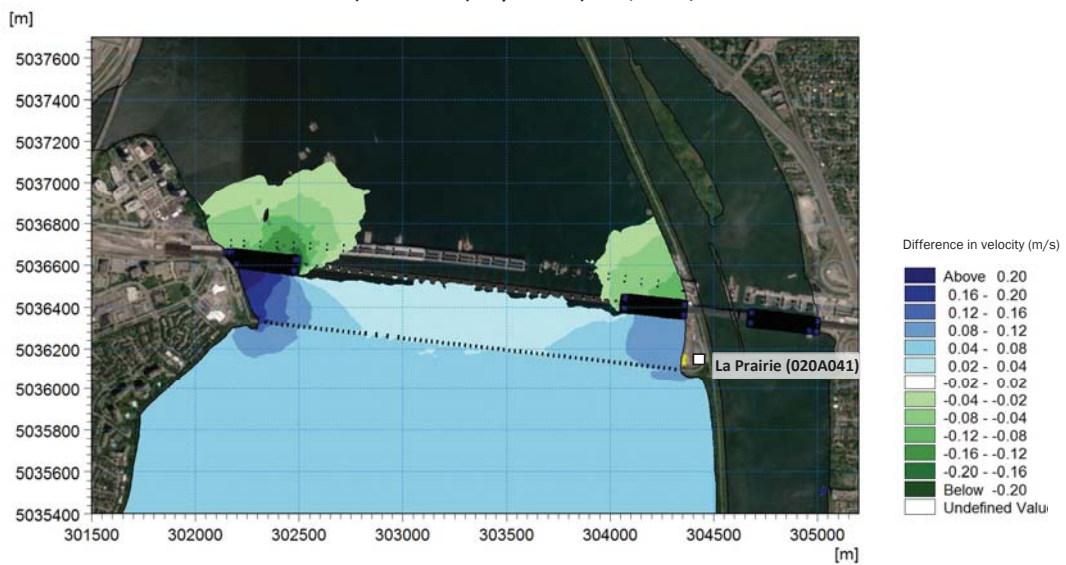 [m]
5037600
5037400
5037200
5037000
5036800
5036600
5036400
5036200
5036000
5035800
5035600
5035400
301500 302000 302500 303000 303500 304000 304500 305000
[m]
La Prairie (020A041)
Difference in velocity (m/s)
Above 0.20
0.16 - 0.20
0.12 - 0.16
0.08 - 0.12
0.04 - 0.08
0.02 - 0.04
-0.02 - 0.02
-0.04 - -0.02
-0.08 - -0.04
-0.12 - -0.08
-0.16 - -0.12
-0.20 - -0.16
Below -0.20
Undefined Valu